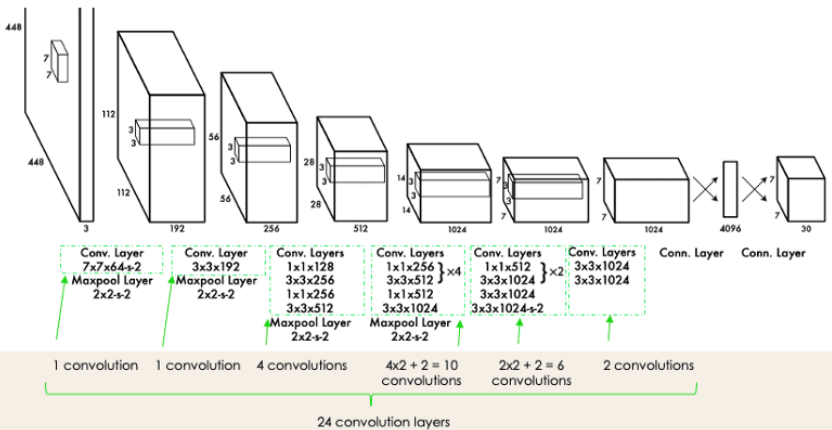 448
7
7
448
3
112
3
3
112
192
56
3
3
56
256
28
3
3
28
512
14
3
3
14
1024
7
3
3
7
1024
7
7
1024
4096
7
7
30
Conv. Layer
7x7x64-s-2
Maxpool Layer
2x2-s-2
Conv. Layer
3x3x192
Maxpool Layer
2x2-s-2
Conv. Layers
1x1x128
3x3x256
1x1x256
3x3x512
Maxpool Layer
2x2-s-2
Conv. Layers
1x1x256
3x3x512 }×4
1x1x512
3x3x1024
Maxpool Layer
2x2-s-2
Conv. Layers
1x1x512
3x3x1024 }×2
3x3x1024
3x3x1024-s-2
Conv. Layers
3x3x1024
3x3x1024
Conn. Layer
Conn. Layer
1 convolution
1 convolution
4 convolutions
4x2 + 2 = 10
convolutions
2x2 + 2 = 6
convolutions
2 convolutions
24 convolution layers